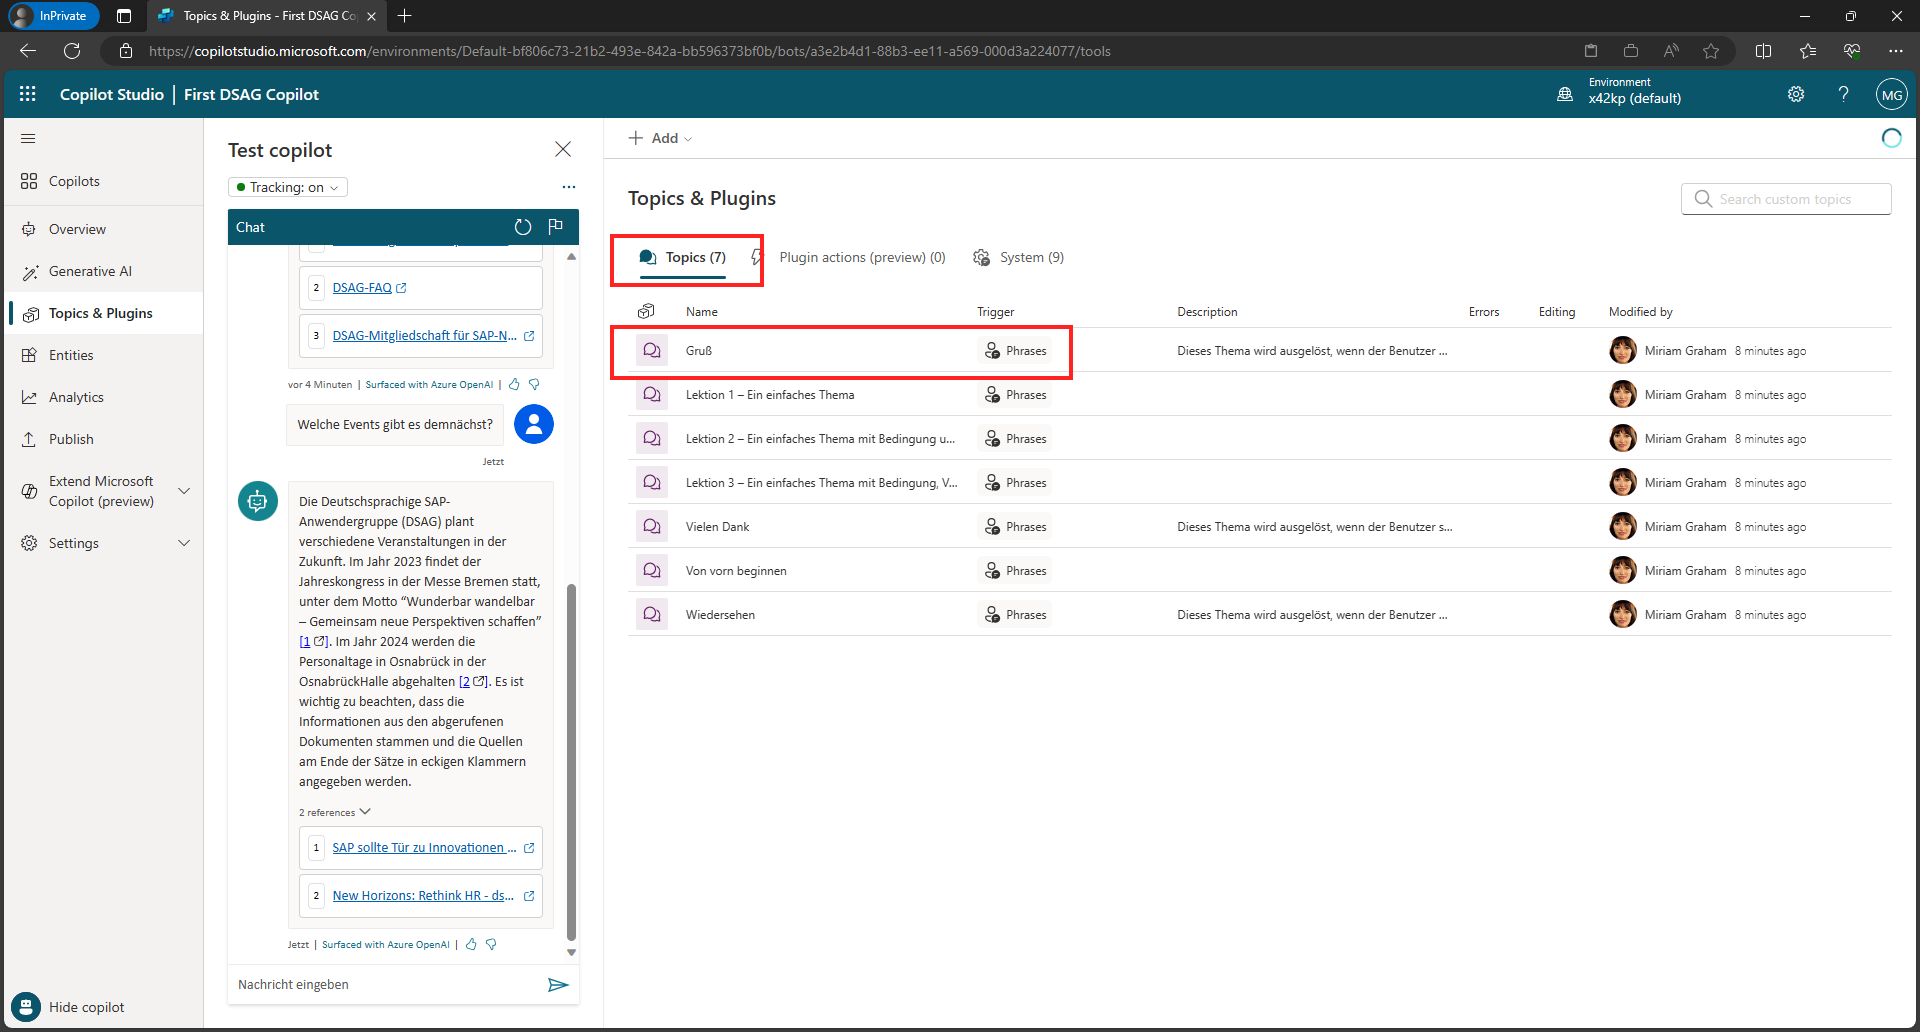 InPrivate
Topics & Plugins - First DSAG Co
https://copilotstudio.microsoft.com/environments/Default-bf806c73-21b2-493e-842a-bb596373bf0b/bots/a3e2b4d1-88b3-ee11-a569-000d3a224077/tools
Copilot Studio | First DSAG Copilot
Environment
x42kp (default)
?
MG
Copilots
Overview
Generative AI
Topics & Plugins
Entities
Analytics
Publish
Extend Microsoft
Copilot (preview)
Settings
Hide copilot
Test copilot
Tracking: on
Chat
2 DSAG-FAQ
3 DSAG-Mitgliedschaft für SAP-N...
vor 4 Minuten | Surfaced with Azure OpenAI |
Welche Events gibt es demnächst?
Jetzt
Die Deutschsprachige SAP-
Anwendergruppe (DSAG) plant
verschiedene Veranstaltungen in der
Zukunft. Im Jahr 2023 findet der
Jahreskongress in der Messe Bremen statt,
unter dem Motto “Wunderbar wandelbar
– Gemeinsam neue Perspektiven schaffen”
[1]. Im Jahr 2024 werden die
Personaltage in Osnabrück in der
OsnabrückHalle abgehalten [2]. Es ist
wichtig zu beachten, dass die
Informationen aus den abgerufenen
Dokumenten stammen und die Quellen
am Ende der Sätze in eckigen Klammern
angegeben werden.
2 references
1 SAP sollte Tür zu Innovationen ...
2 New Horizons: Rethink HR - ds...
Jetzt | Surfaced with Azure OpenAI |
Nachricht eingeben
Add
Topics & Plugins
Search custom topics
Topics (7) Plugin actions (preview) (0) System (9)
Name Trigger Description Errors Editing Modified by
Gruß Phrases Dieses Thema wird ausgelöst, wenn der Benutzer ... Miriam Graham 8 minutes ago
Lektion 1 – Ein einfaches Thema Phrases Miriam Graham 8 minutes ago
Lektion 2 – Ein einfaches Thema mit Bedingung u... Phrases Miriam Graham 8 minutes ago
Lektion 3 – Ein einfaches Thema mit Bedingung, V... Phrases Miriam Graham 8 minutes ago
Vielen Dank Phrases Dieses Thema wird ausgelöst, wenn der Benutzer s... Miriam Graham 8 minutes ago
Von vorn beginnen Phrases Miriam Graham 8 minutes ago
Wiedersehen Phrases Dieses Thema wird ausgelöst, wenn der Benutzer ... Miriam Graham 8 minutes ago